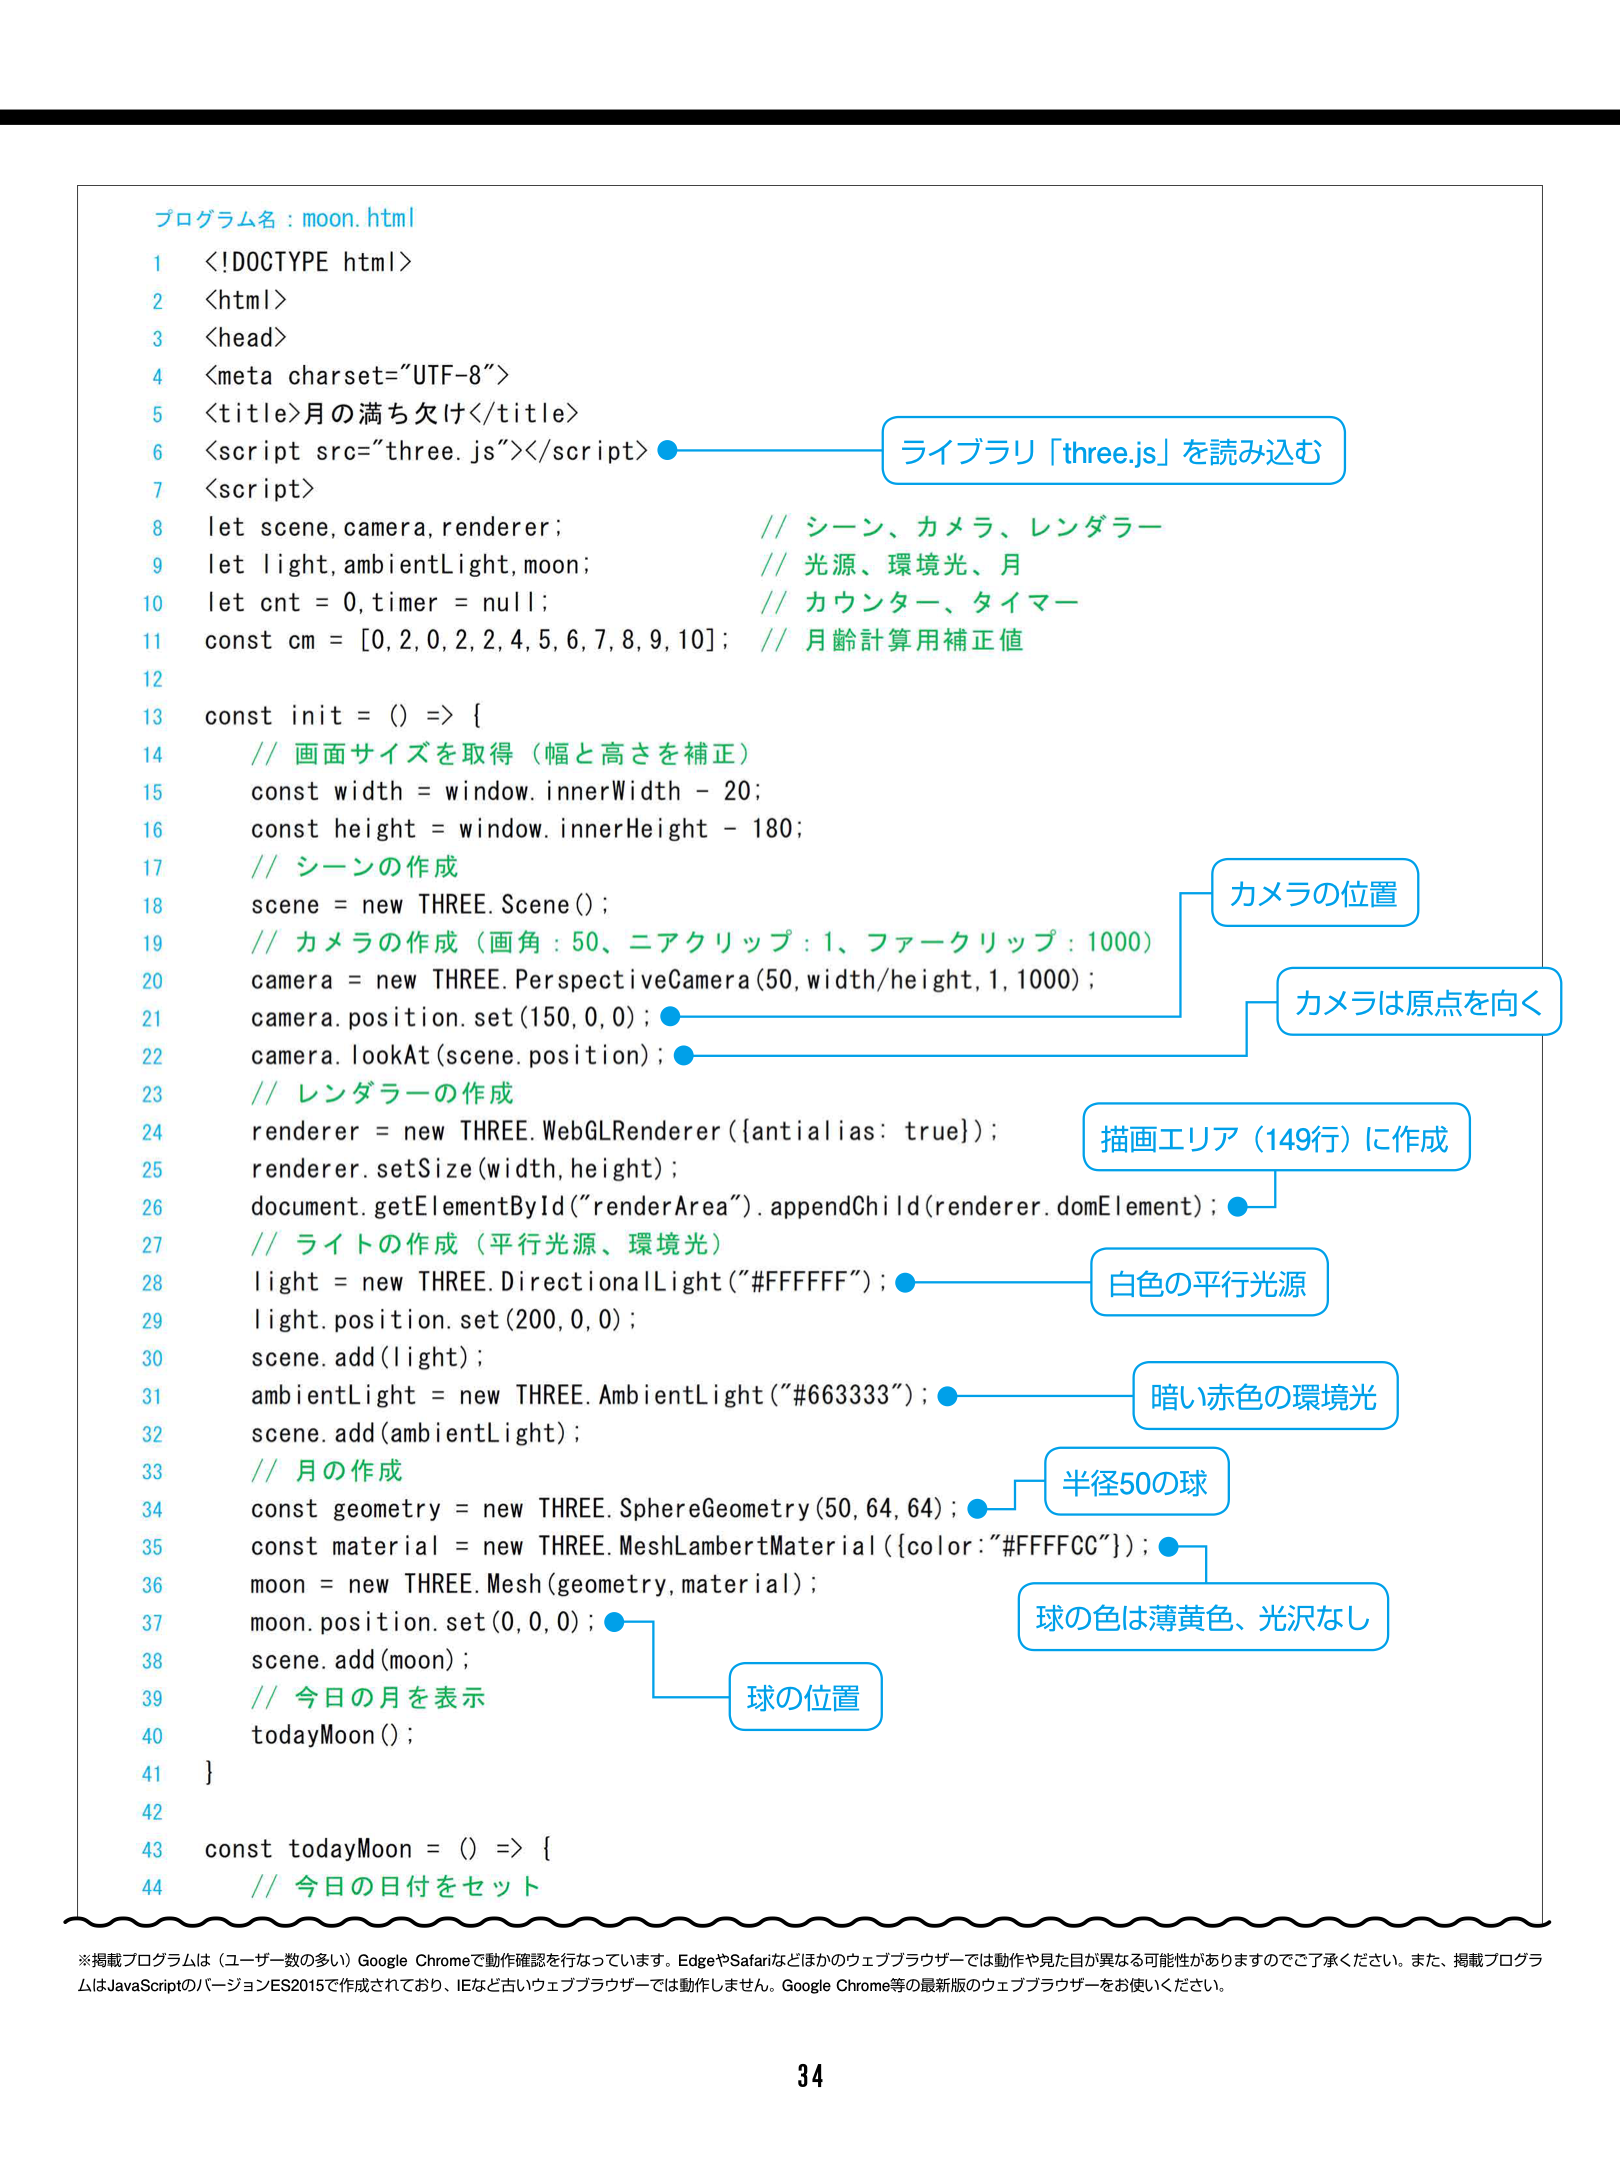 プログラム名：moon.html
1 <!DOCTYPE html>
2 <html>
3 <head>
4 <meta charset="UTF-8">
5 <title>月の満ち欠け</title>
6 <script src="three.js"></script>
ライブラリ「three.js」を読み込む
7 <script>
8 let scene,camera,renderer; // シーン、カメラ、レンダラー
9 let light,ambientLight,moon; // 光源、環境光、月
10 let cnt = 0,timer = null; // カウンター、タイマー
11 const cm = [0,2,0,2,2,4,5,6,7,8,9,10]; // 月齢計算用補正値
12
13 const init = () => {
14 // 画面サイズを取得（幅と高さを補正）
15 const width = window.innerWidth - 20;
16 const height = window.innerHeight - 180;
17 // シーンの作成
18 scene = new THREE.Scene();
カメラの位置
19 // カメラの作成（画角：50、ニアクリップ：1、ファークリップ：1000）
20 camera = new THREE.PerspectiveCamera(50,width/height,1,1000);
カメラは原点を向く
21 camera.position.set(150,0,0);
22 camera.lookAt(scene.position);
23 // レンダラーの作成
24 renderer = new THREE.WebGLRenderer({antialias: true});
描画エリア（149行）に作成
25 renderer.setSize(width,height);
26 document.getElementById("renderArea").appendChild(renderer.domElement);
27 // ライトの作成（平行光源、環境光）
28 light = new THREE.DirectionalLight("#FFFFFF");
白色の平行光源
29 light.position.set(200,0,0);
30 scene.add(light);
31 ambientLight = new THREE.AmbientLight("#663333");
暗い赤色の環境光
32 scene.add(ambientLight);
33 // 月の作成
半径50の球
34 const geometry = new THREE.SphereGeometry(50,64,64);
35 const material = new THREE.MeshLambertMaterial({color:"#FFFFCC"});
36 moon = new THREE.Mesh(geometry,material);
37 moon.position.set(0,0,0);
球の色は薄黄色、光沢なし
38 scene.add(moon);
39 // 今日の月を表示
球の位置
40 todayMoon();
41 }
42
43 const todayMoon = () => {
44 // 今日の日付をセット
※掲載プログラムは（ユーザー数の多い）Google Chromeで動作確認を行なっています。EdgeやSafariなどほかのウェブブラウザーでは動作や見た目が異なる可能性がありますのでご了承ください。また、掲載プログラ
ムはJavaScriptのバージョンES2015で作成されており、IEなど古いウェブブラウザーでは動作しません。Google Chrome等の最新版のウェブブラウザーをお使いください。
34